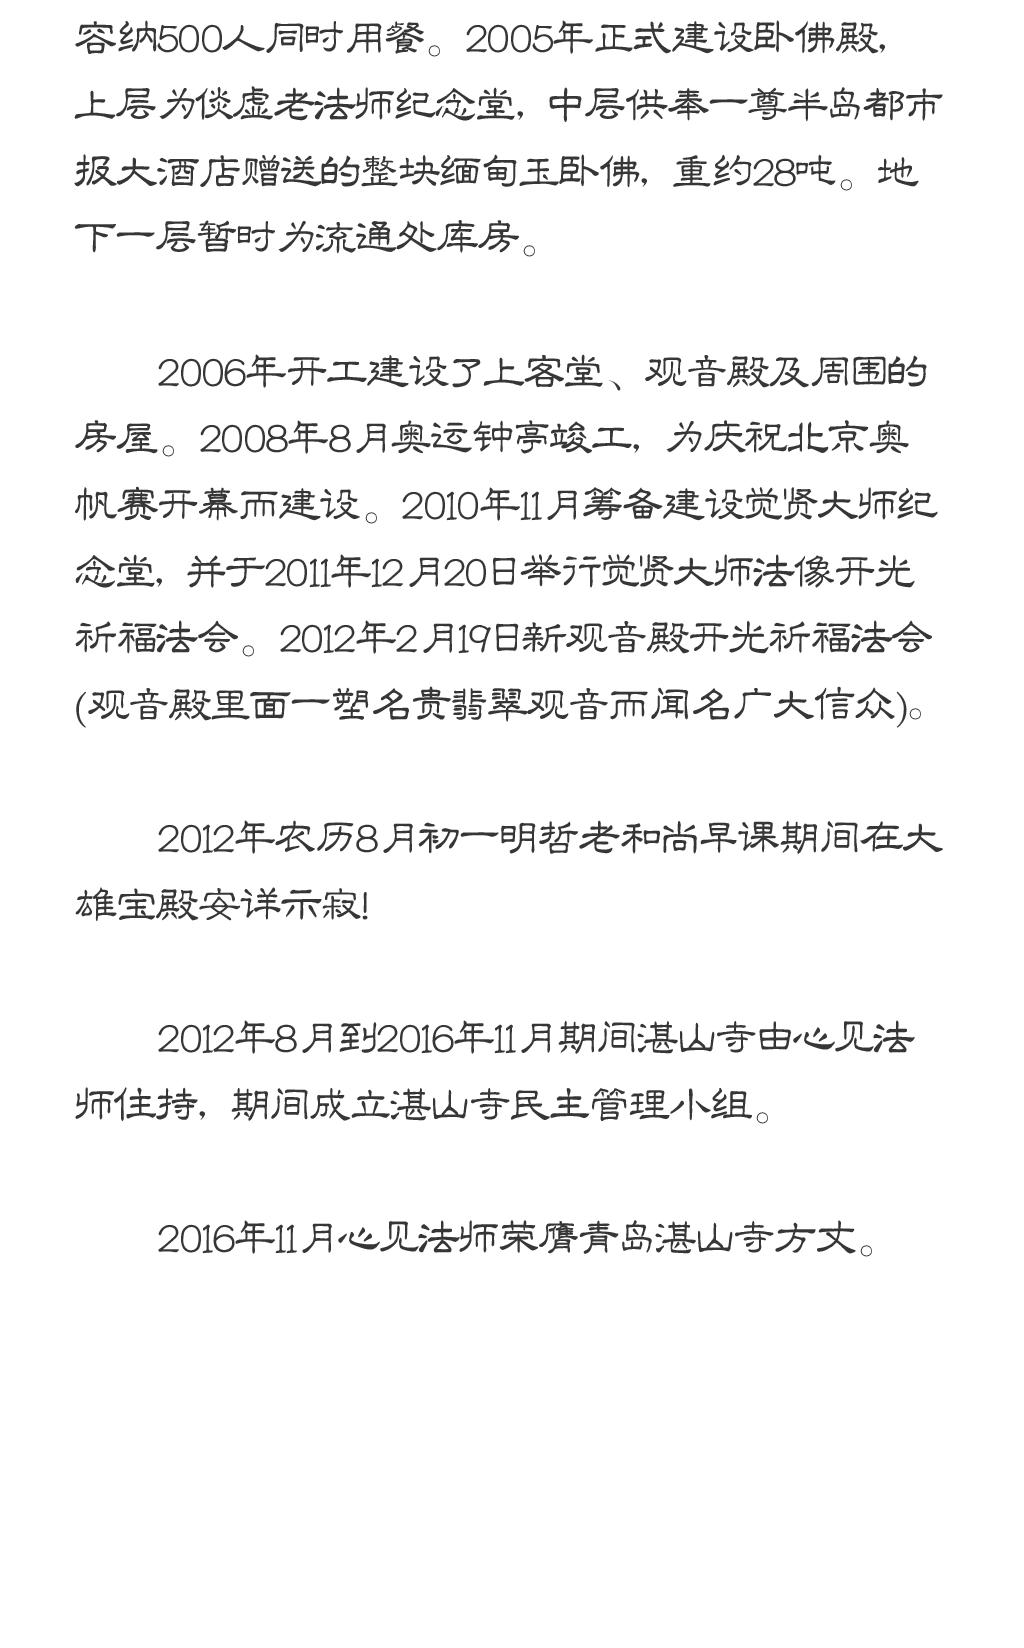 容纳500人同时用餐。2005年正式建设卧佛殿，
上层为倓虚老法师纪念堂，中层供奉一尊半岛都市
报大酒店赠送的整块缅甸玉卧佛，重约28吨。地
下一层暂时为流通处库房。
2006年开工建设了上客堂、观音殿及周围的
房屋。2008年8月奥运钟亭竣工，为庆祝北京奥
帆赛开幕而建设。2010年11月筹备建设觉贤大师纪
念堂，并于2011年12月20日举行觉贤大师法像开光
祈福法会。2012年2月19日新观音殿开光祈福法会
(观音殿里面一塑名贵翡翠观音而闻名广大信众)。
2012年农历8月初一明哲老和尚早课期间在大
雄宝殿安详示寂!
2012年8月到2016年11月期间湛山寺由心见法
师住持，期间成立湛山寺民主管理小组。
2016年11月心见法师荣膺青岛湛山寺方丈。